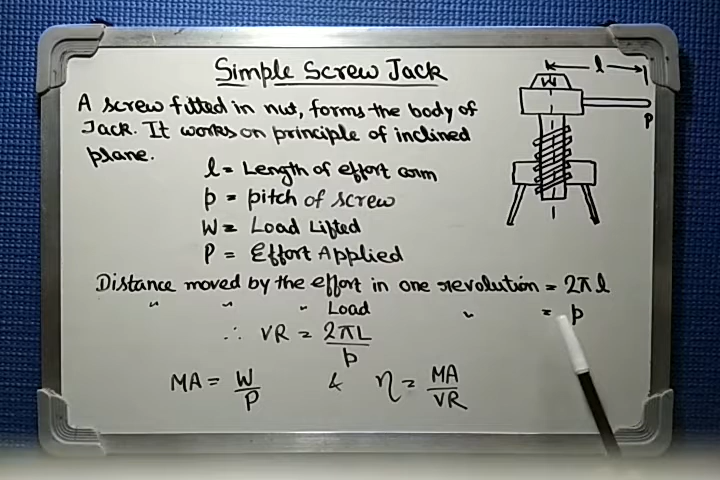 Simple Screw Jack
A screw fitted in nut, forms the body of
Jack. It works on principle of inclined
plane.
l = Length of effort arm
p = pitch of screw
W = Load Lifted
P = Effort Applied
Distance moved by the effort in one revolution = 2πl
" " " Load " = p
∴ VR = 2πL/p
MA = W/P & η = MA/VR
l
W
P